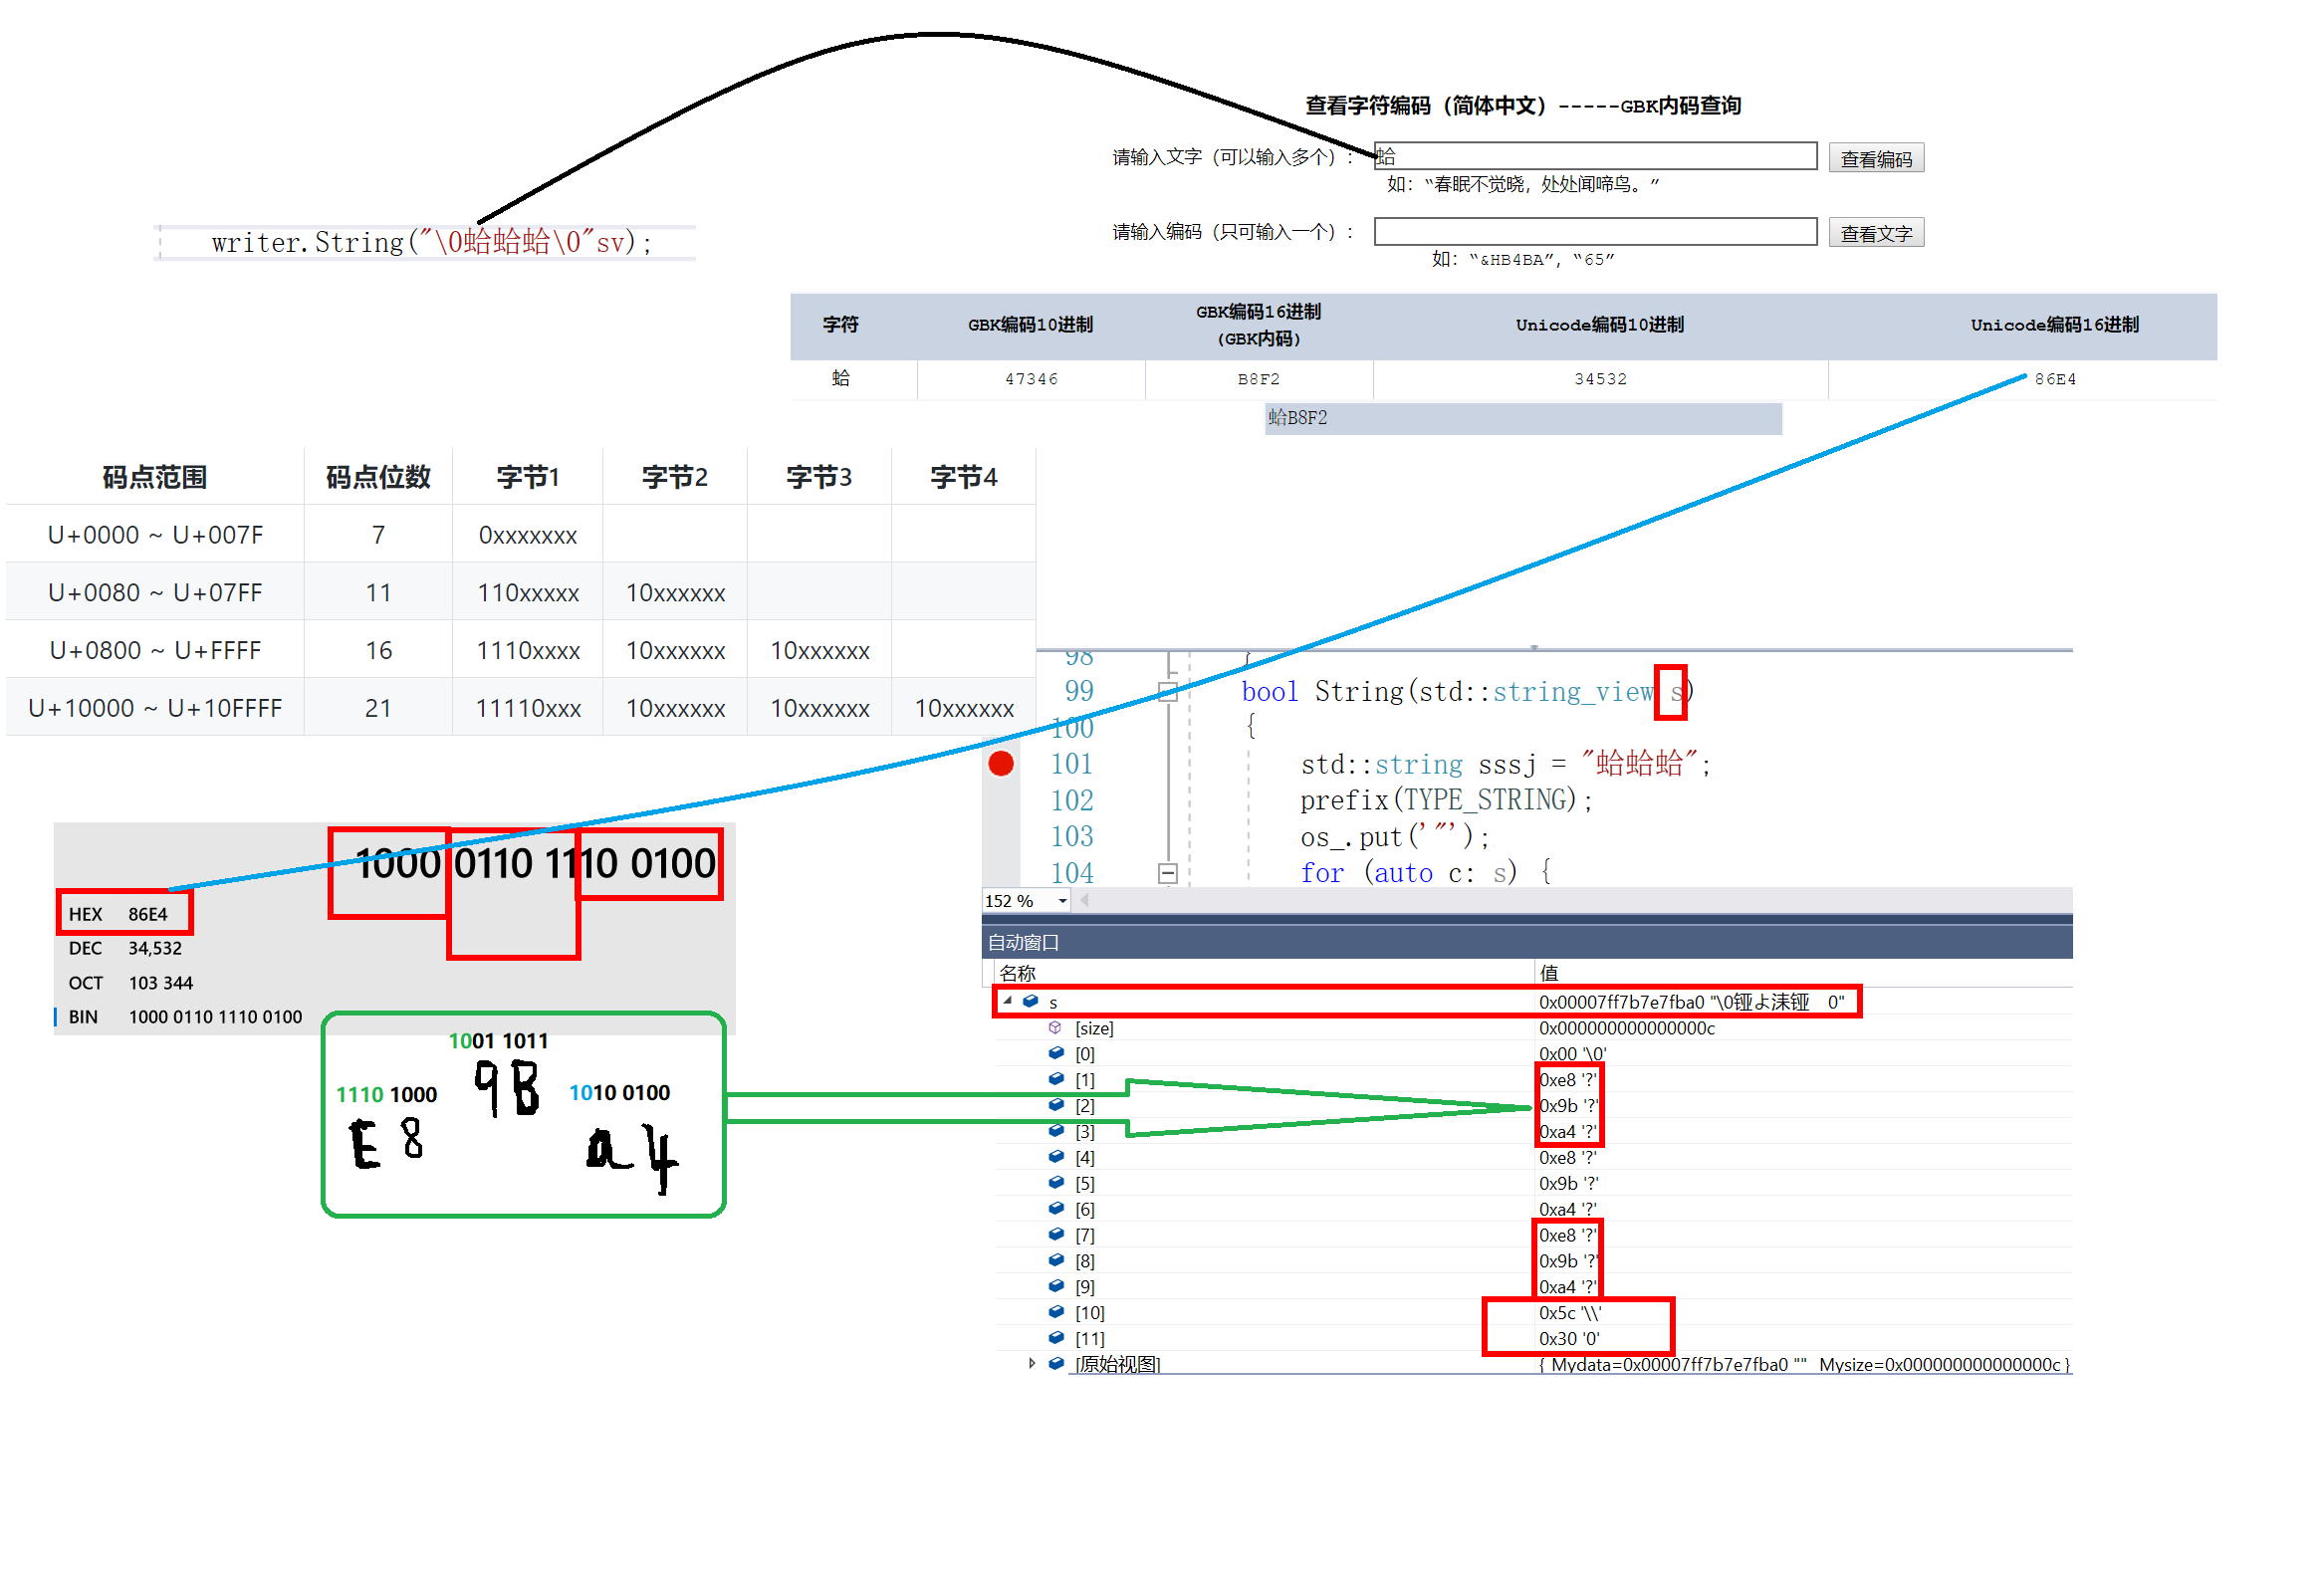 查看字符编码（简体中文）-----GBK内码查询
请输入文字（可以输入多个）： 蛤 查看编码
如：“春眠不觉晓，处处闻啼鸟。”
请输入编码（只可输入一个）： 查看文字
如：“&HB4BA”，“65”
writer.String("\0蛤蛤蛤\0"sv);
字符 GBK编码10进制 GBK编码16进制 (GBK内码) Unicode编码10进制 Unicode编码16进制
蛤 47346 B8F2 34532 86E4
蛤B8F2
码点范围 码点位数 字节1 字节2 字节3 字节4
U+0000 ~ U+007F 7 0xxxxxxx
U+0080 ~ U+07FF 11 110xxxxx 10xxxxxx
U+0800 ~ U+FFFF 16 1110xxxx 10xxxxxx 10xxxxxx
U+10000 ~ U+10FFFF 21 11110xxx 10xxxxxx 10xxxxxx 10xxxxxx
98 }
99 bool String(std::string_view s)
100 {
101 std::string sssj = "蛤蛤蛤";
102 prefix(TYPE_STRING);
103 os_.put('"');
104 for (auto c: s) {
152 %
1000 0110 1110 0100
HEX 86E4
DEC 34,532
OCT 103 344
BIN 1000 0110 1110 0100
1001 1011
9B
1110 1000
E8
1010 0100
a4
自动窗口
名称 值
s 0x00007ff7b7e7fba0 "\0铔よ洡铔 0"
[size] 0x000000000000000c
[0] 0x00 '\0'
[1] 0xe8 '?'
[2] 0x9b '?'
[3] 0xa4 '?'
[4] 0xe8 '?'
[5] 0x9b '?'
[6] 0xa4 '?'
[7] 0xe8 '?'
[8] 0x9b '?'
[9] 0xa4 '?'
[10] 0x5c '\\'
[11] 0x30 '0'
[原始视图] {_Mydata=0x00007ff7b7e7fba0 "" _Mysize=0x000000000000000c }